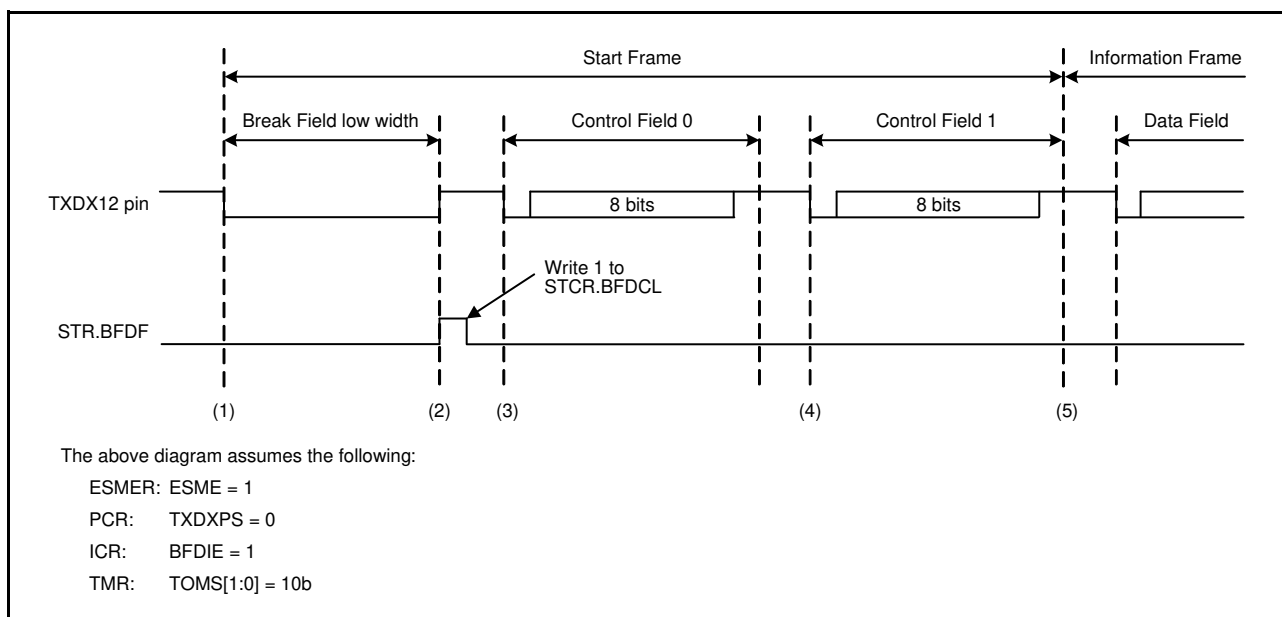 Start Frame Information Frame
Break Field low width Control Field 0 Control Field 1 Data Field
TXDX12 pin 8 bits 8 bits
Write 1 to
STCR.BFDCL
STR.BFDF
(1) (2) (3) (4) (5)
The above diagram assumes the following:
ESMER: ESME = 1
PCR: TXDXPS = 0
ICR: BFDIE = 1
TMR: TOMS[1:0] = 10b